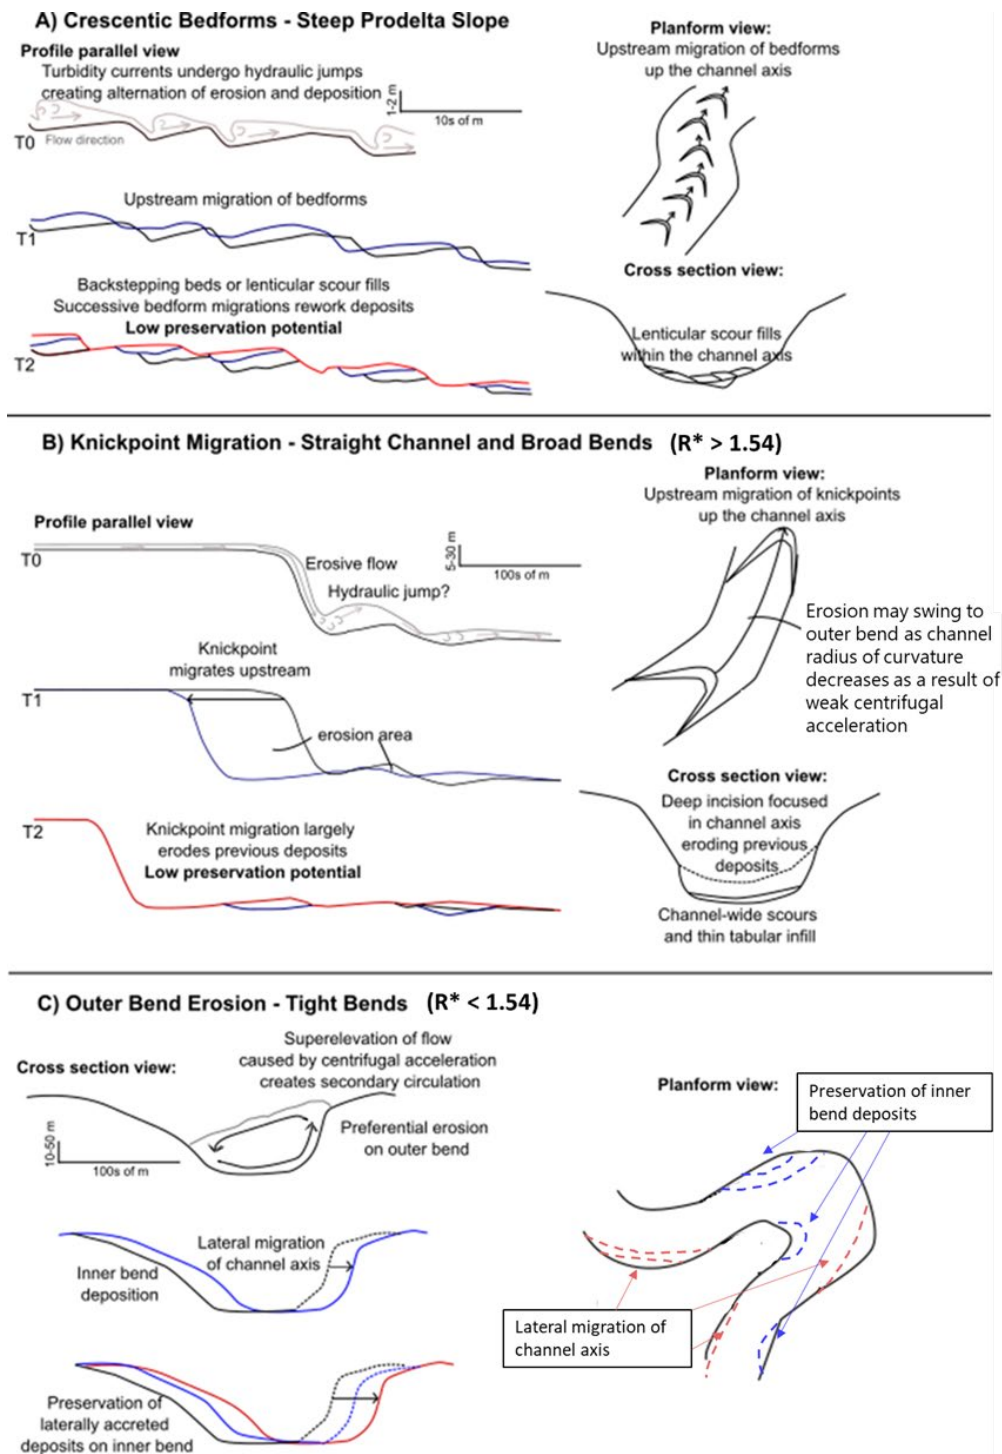 A) Crescentic Bedforms - Steep Prodelta Slope
Profile parallel view
Turbidity currents undergo hydraulic jumps
creating alternation of erosion and deposition
1-2 m
10s of m
T0
Flow direction
Upstream migration of bedforms
T1
Backstepping beds or lenticular scour fills
Successive bedform migrations rework deposits
Low preservation potential
T2
Planform view:
Upstream migration of bedforms
up the channel axis
Cross section view:
Lenticular scour fills
within the channel axis
B) Knickpoint Migration - Straight Channel and Broad Bends (R* > 1.54)
Profile parallel view
T0
Erosive flow
Hydraulic jump?
5-30 m
100s of m
Knickpoint
migrates upstream
T1
erosion area
T2
Knickpoint migration largely
erodes previous deposits
Low preservation potential
Planform view:
Upstream migration of knickpoints
up the channel axis
Erosion may swing to
outer bend as channel
radius of curvature
decreases as a result of
weak centrifugal
acceleration
Cross section view:
Deep incision focused
in channel axis
eroding previous
deposits
Channel-wide scours
and thin tabular infill
C) Outer Bend Erosion - Tight Bends (R* < 1.54)
Cross section view:
Superelevation of flow
caused by centrifugal acceleration
creates secondary circulation
Preferential erosion
on outer bend
10-50 m
100s of m
Lateral migration
of channel axis
Inner bend
deposition
Preservation of
laterally accreted
deposits on inner bend
Planform view:
Preservation of inner
bend deposits
Lateral migration of
channel axis